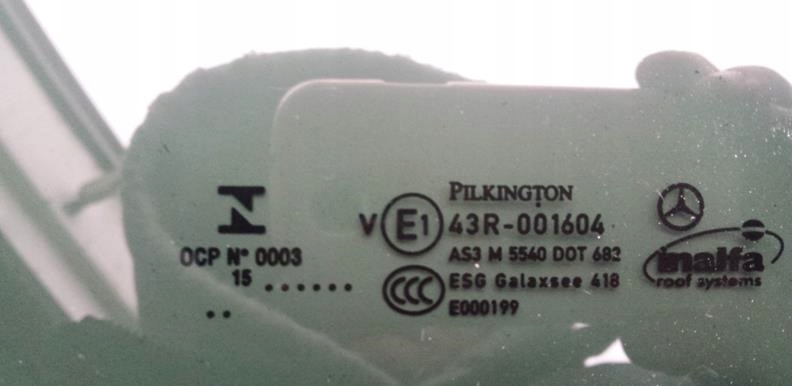 PILKINGTON
V E1 43R-001604
OCP Nº 0003
AS3 M 5540 DOT 682
15 ......
CCC ESG Galaxsee 418
..
E000199
inalfa
roof systems